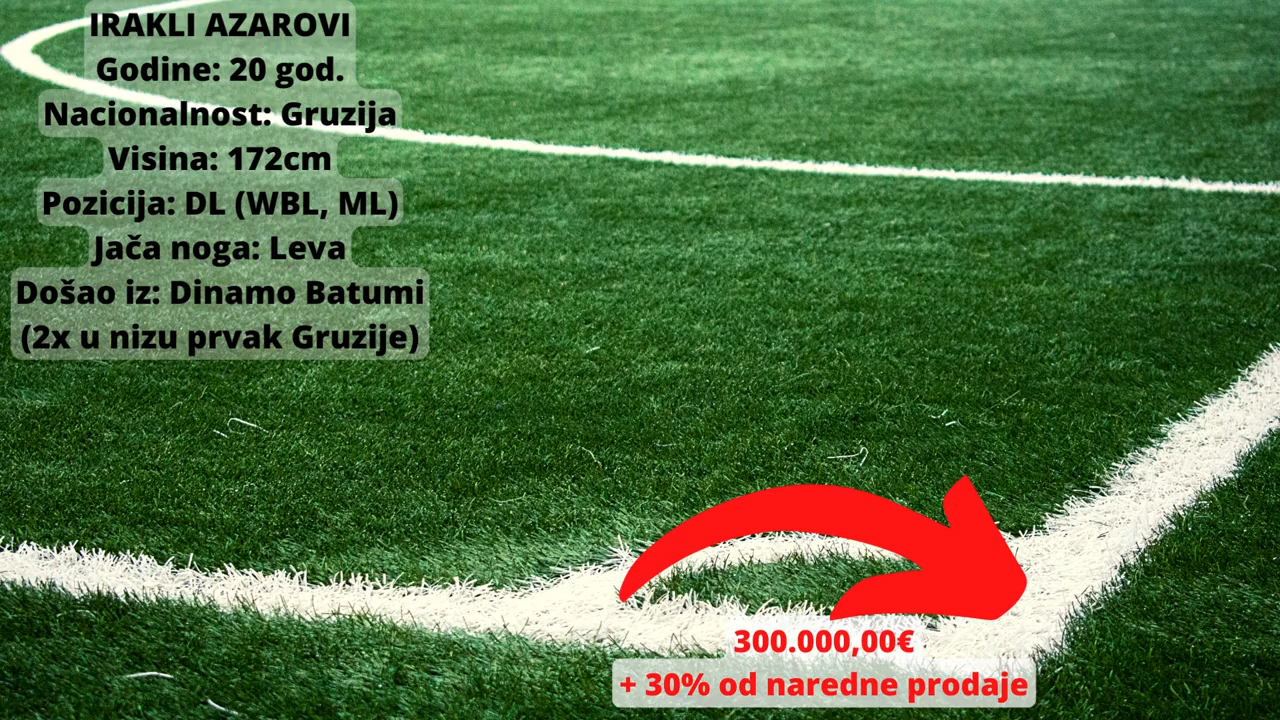 IRAKLI AZAROVI
Godine: 20 god.
Nacionalnost: Gruzija
Visina: 172cm
Pozicija: DL (WBL, ML)
Jača noga: Leva
Došao iz: Dinamo Batumi
(2x u nizu prvak Gruzije)
300.000,00€
+ 30% od naredne prodaje